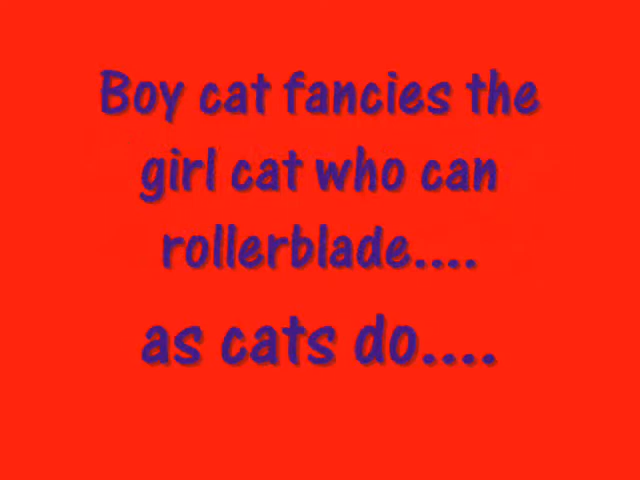 Boy cat fancies the
girl cat who can
rollerblade....
as cats do....